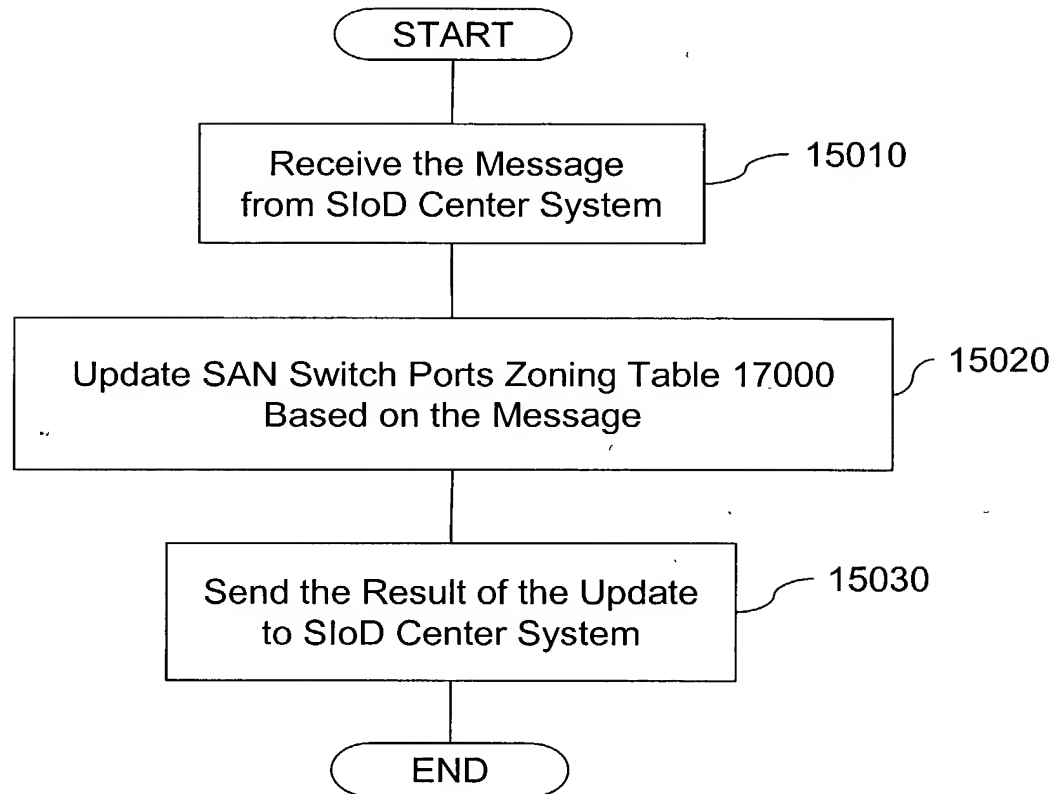 START
Receive the Message
from SIoD Center System
15010
Update SAN Switch Ports Zoning Table 17000
Based on the Message
15020
Send the Result of the Update
to SIoD Center System
15030
END